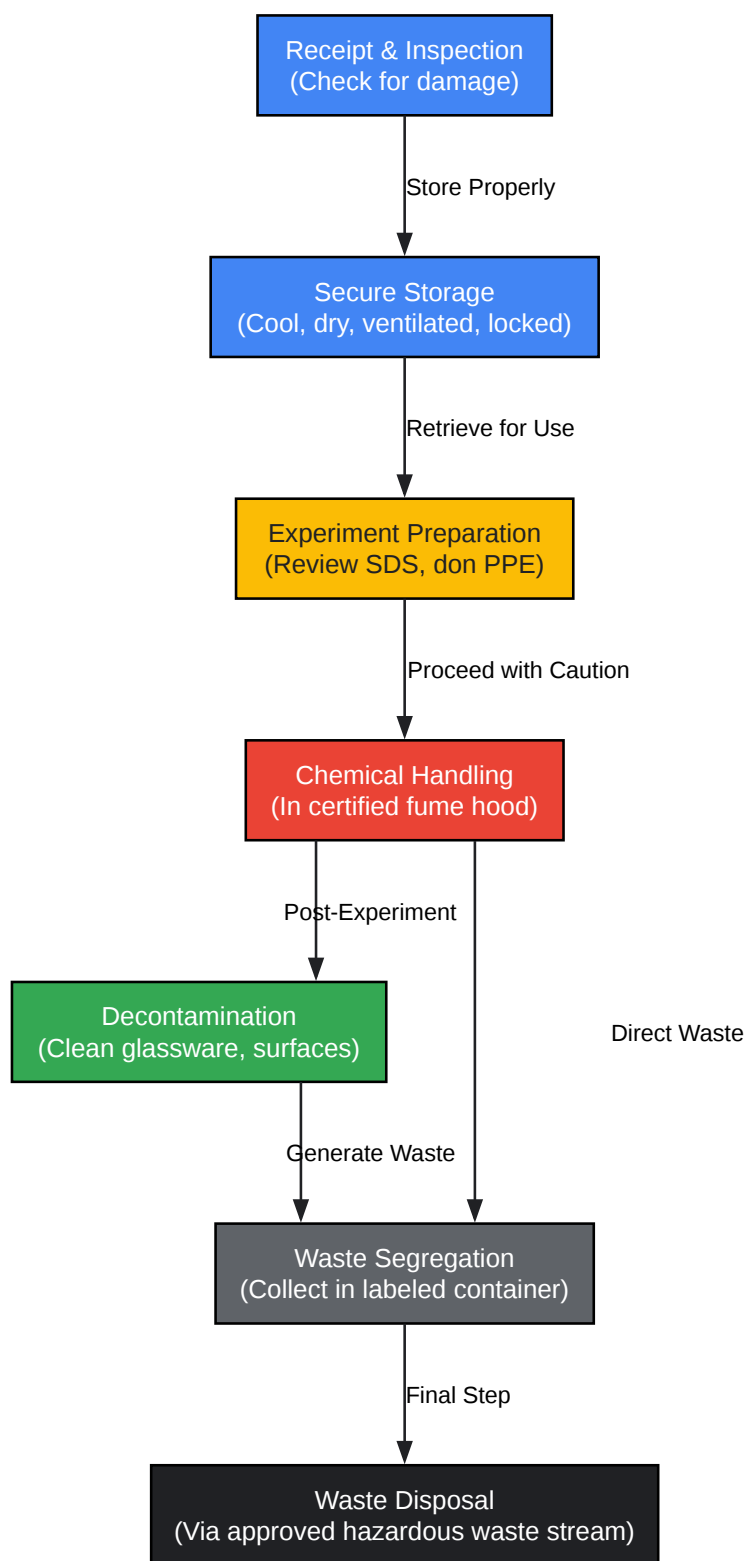 Receipt & Inspection
(Check for damage)
Store Properly
Secure Storage
(Cool, dry, ventilated, locked)
Retrieve for Use
Experiment Preparation
(Review SDS, don PPE)
Proceed with Caution
Chemical Handling
(In certified fume hood)
Post-Experiment
Decontamination
(Clean glassware, surfaces)
Direct Waste
Generate Waste
Waste Segregation
(Collect in labeled container)
Final Step
Waste Disposal
(Via approved hazardous waste stream)